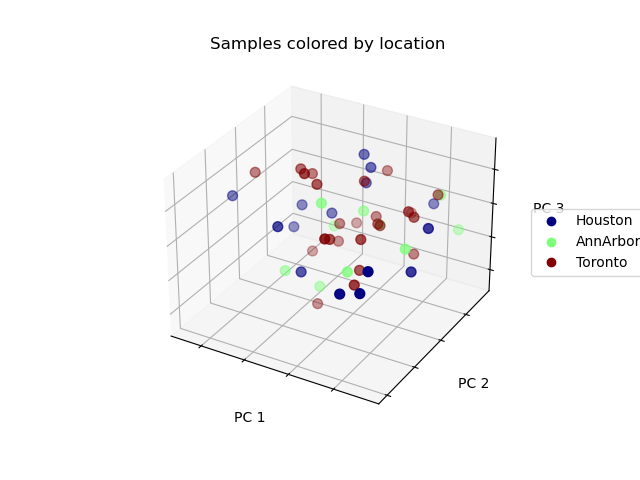 Samples colored by location
PC 3
Houston
AnnArbor
Toronto
PC 2
PC 1